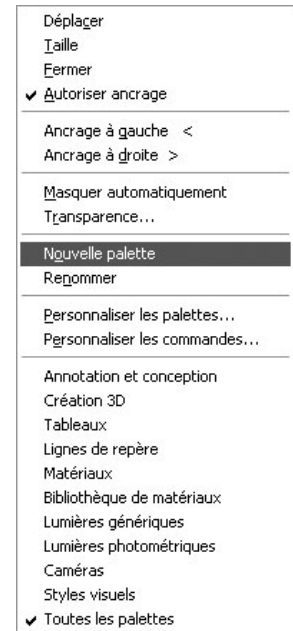 Déplacer
Taille
Fermer
✓ Autoriser ancrage
Ancrage à gauche <
Ancrage à droite >
Masquer automatiquement
Transparence...
Nouvelle palette
Renommer
Personnaliser les palettes...
Personnaliser les commandes...
Annotation et conception
Création 3D
Tableaux
Lignes de repère
Matériaux
Bibliothèque de matériaux
Lumières génériques
Lumières photométriques
Caméras
Styles visuels
✓ Toutes les palettes